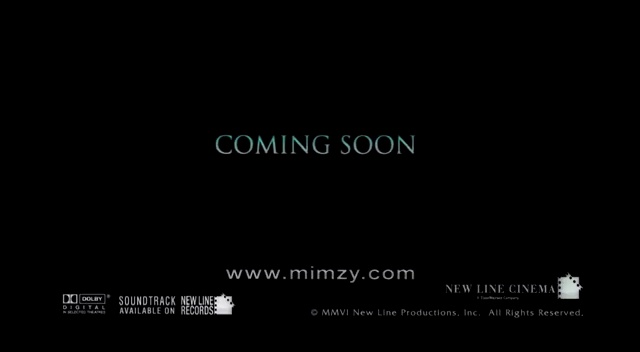 COMING SOON
www.mimzy.com
NEW LINE CINEMA
A TimeWarner Company
DOLBY
DIGITAL
IN SELECTED THEATRES
SOUNDTRACK
AVAILABLE ON
NEW LINE
RECORDS
© MMVI New Line Productions, Inc. All Rights Reserved.